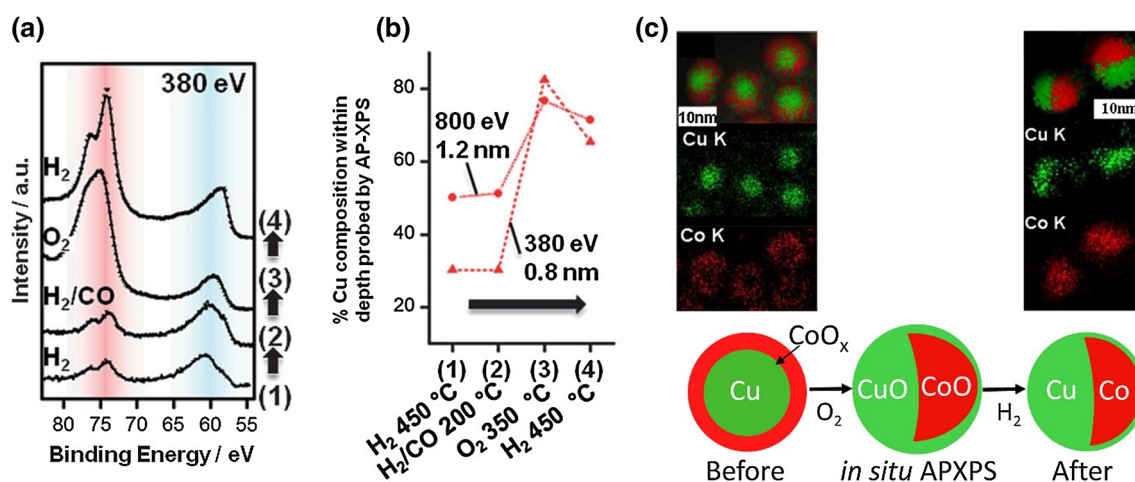 (a)
380 eV
H2
O2
H2/CO
H2
(4)
(3)
(2)
(1)
Intensity / a.u.
80 75 70 65 60 55
Binding Energy / eV
(b)
% Cu composition within
depth probed by AP-XPS
80
60
40
20
800 eV
1.2 nm
380 eV
0.8 nm
(1) (2) (3) (4)
H2 450 °C
H2/CO 200 °C
O2 350 °C
H2 450 °C
(c)
10nm
Cu K
Co K
10nm
Cu K
Co K
CoOx
Cu
O2
CuO CoO
H2
Cu Co
Before
in situ APXPS
After